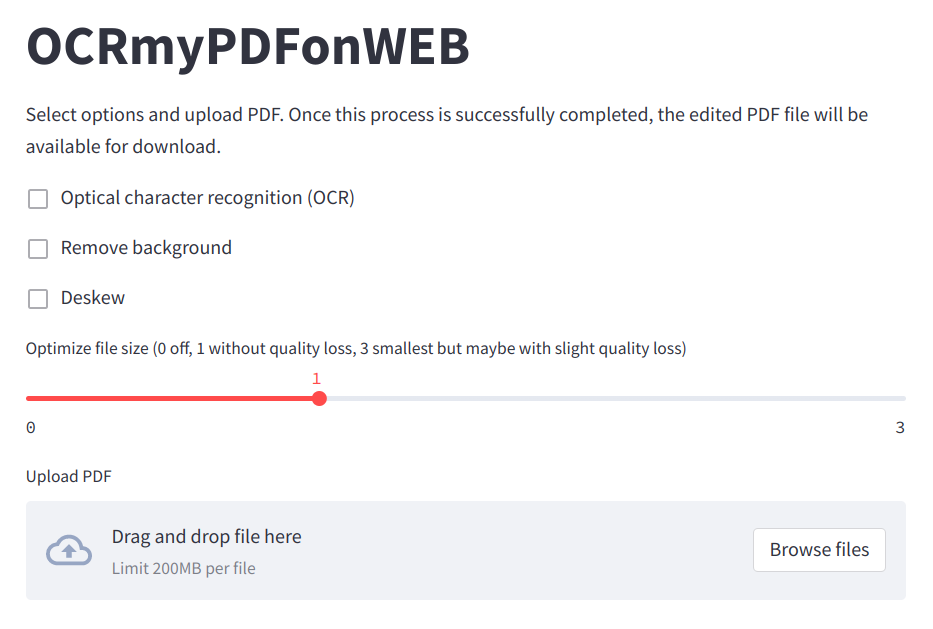 OCRmyPDFonWEB
Select options and upload PDF. Once this process is successfully completed, the edited PDF file will be
available for download.
Optical character recognition (OCR)
Remove background
Deskew
Optimize file size (0 off, 1 without quality loss, 3 smallest but maybe with slight quality loss)
1
0 3
Upload PDF
Drag and drop file here
Limit 200MB per file
Browse files